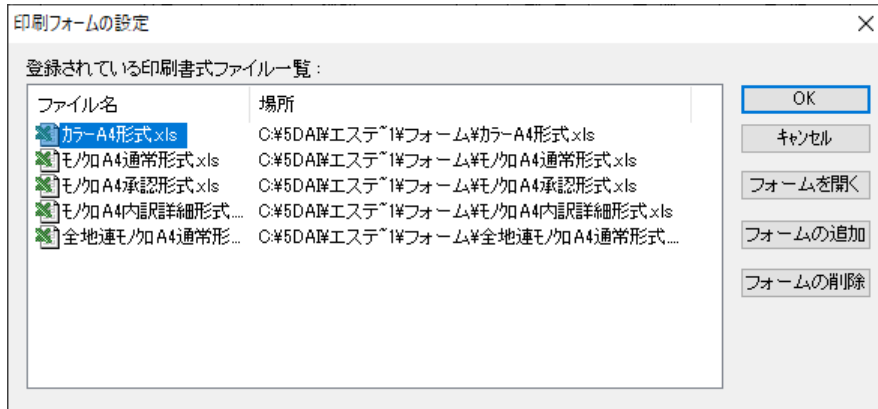 印刷フォームの設定
登録されている印刷書式ファイル一覧：
ファイル名 場所
カラーA4形式.xls C:¥5DAI¥エステ~1¥フォーム¥カラーA4形式.xls
モノクロA4通常形式.xls C:¥5DAI¥エステ~1¥フォーム¥モノクロA4通常形式.xls
モノクロA4承認形式.xls C:¥5DAI¥エステ~1¥フォーム¥モノクロA4承認形式.xls
モノクロA4内訳詳細形式.... C:¥5DAI¥エステ~1¥フォーム¥モノクロA4内訳詳細形式.xls
全地連モノクロA4通常形... C:¥5DAI¥エステ~1¥フォーム¥全地連モノクロA4通常形式....
OK
キャンセル
フォームを開く
フォームの追加
フォームの削除